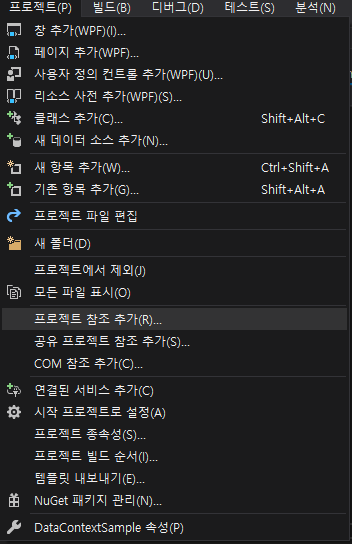 프로젝트(P) 빌드(B) 디버그(D) 테스트(S) 분석(N)
창 추가(WPF)(I)...
페이지 추가(WPF)...
사용자 정의 컨트롤 추가(WPF)(U)...
리소스 사전 추가(WPF)(S)...
클래스 추가(C)... Shift+Alt+C
새 데이터 소스 추가(N)...
새 항목 추가(W)... Ctrl+Shift+A
기존 항목 추가(G)... Shift+Alt+A
프로젝트 파일 편집
새 폴더(D)
프로젝트에서 제외(J)
모든 파일 표시(O)
프로젝트 참조 추가(R)...
공유 프로젝트 참조 추가(S)...
COM 참조 추가(C)...
연결된 서비스 추가(C)
시작 프로젝트로 설정(A)
프로젝트 종속성(S)...
프로젝트 빌드 순서(I)...
템플릿 내보내기(E)...
NuGet 패키지 관리(N)...
DataContextSample 속성(P)